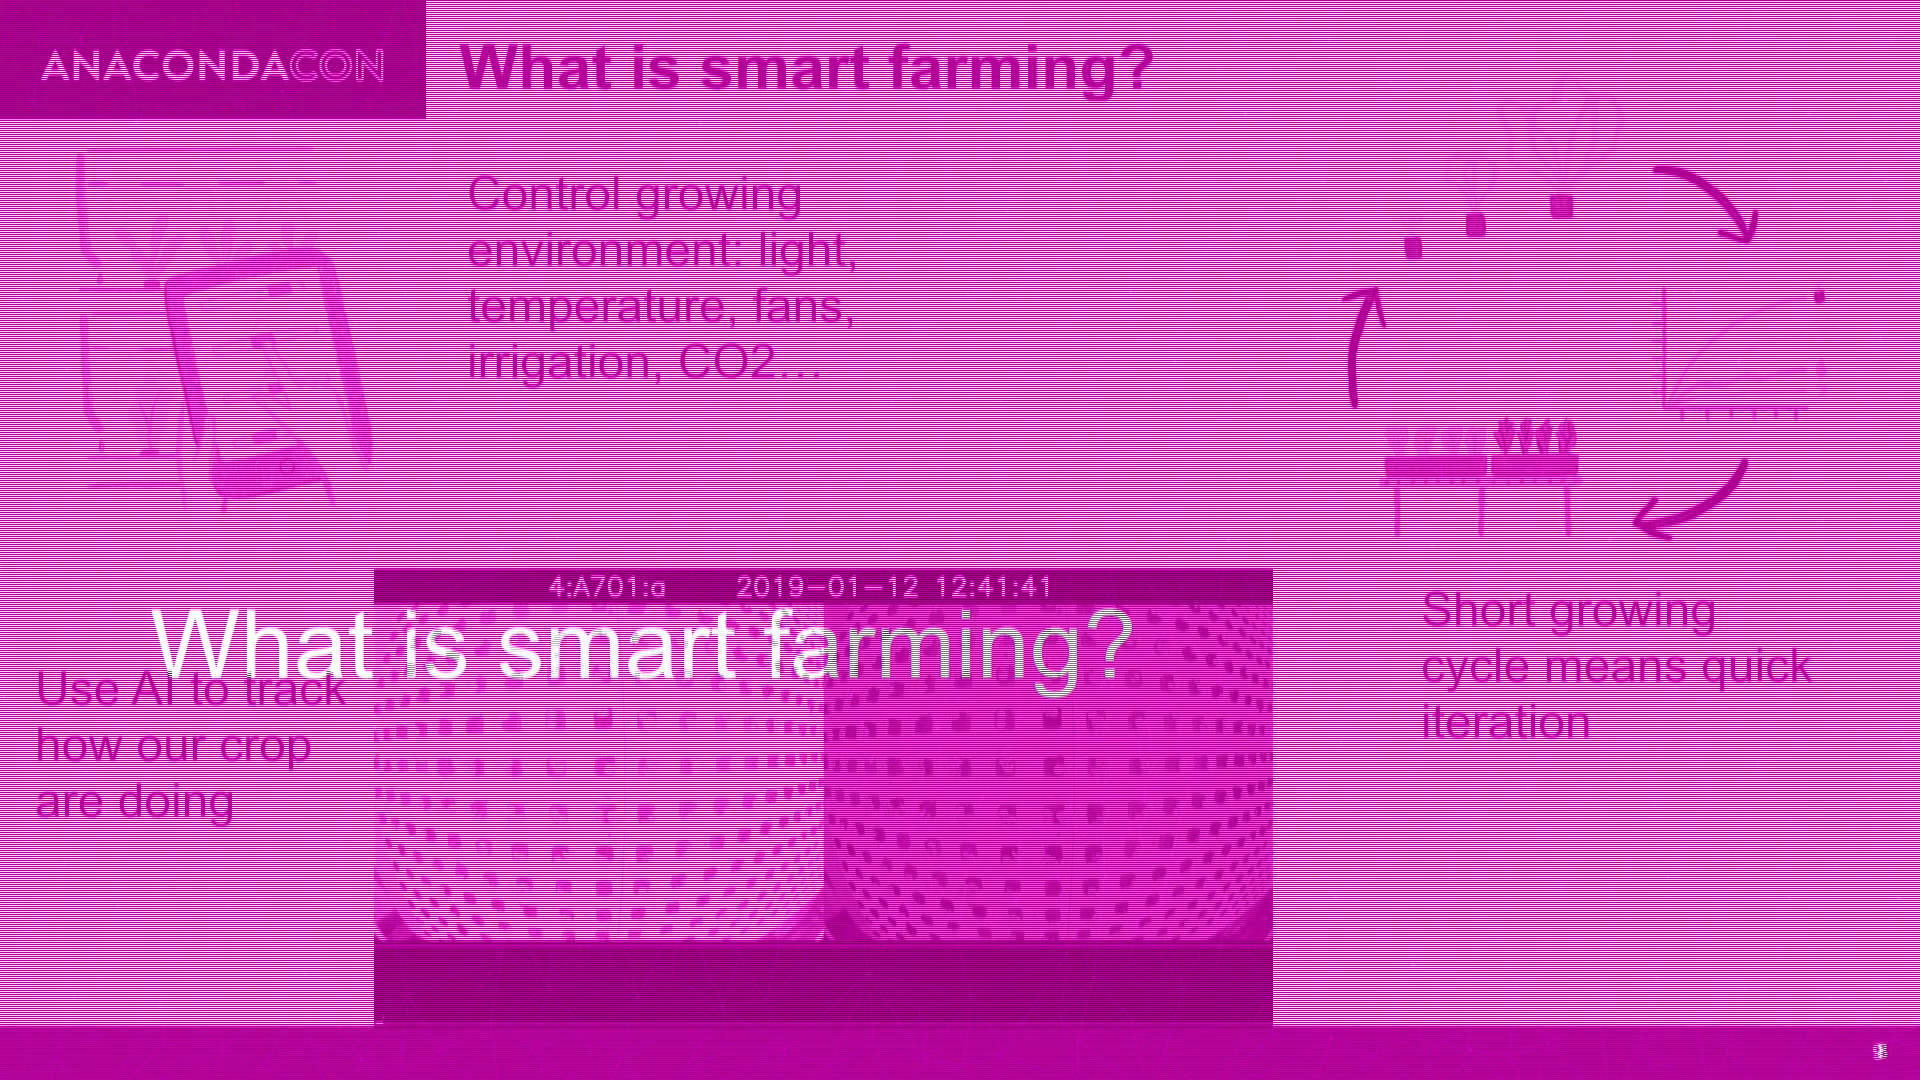 ANACONDACON
What is smart farming?
Control growing
environment: light,
temperature, fans,
irrigation, CO2...
4:A701:a 2019-01-12 12:41:41
What is smart farming?
Use AI to track
how our crop
are doing
Short growing
cycle means quick
iteration